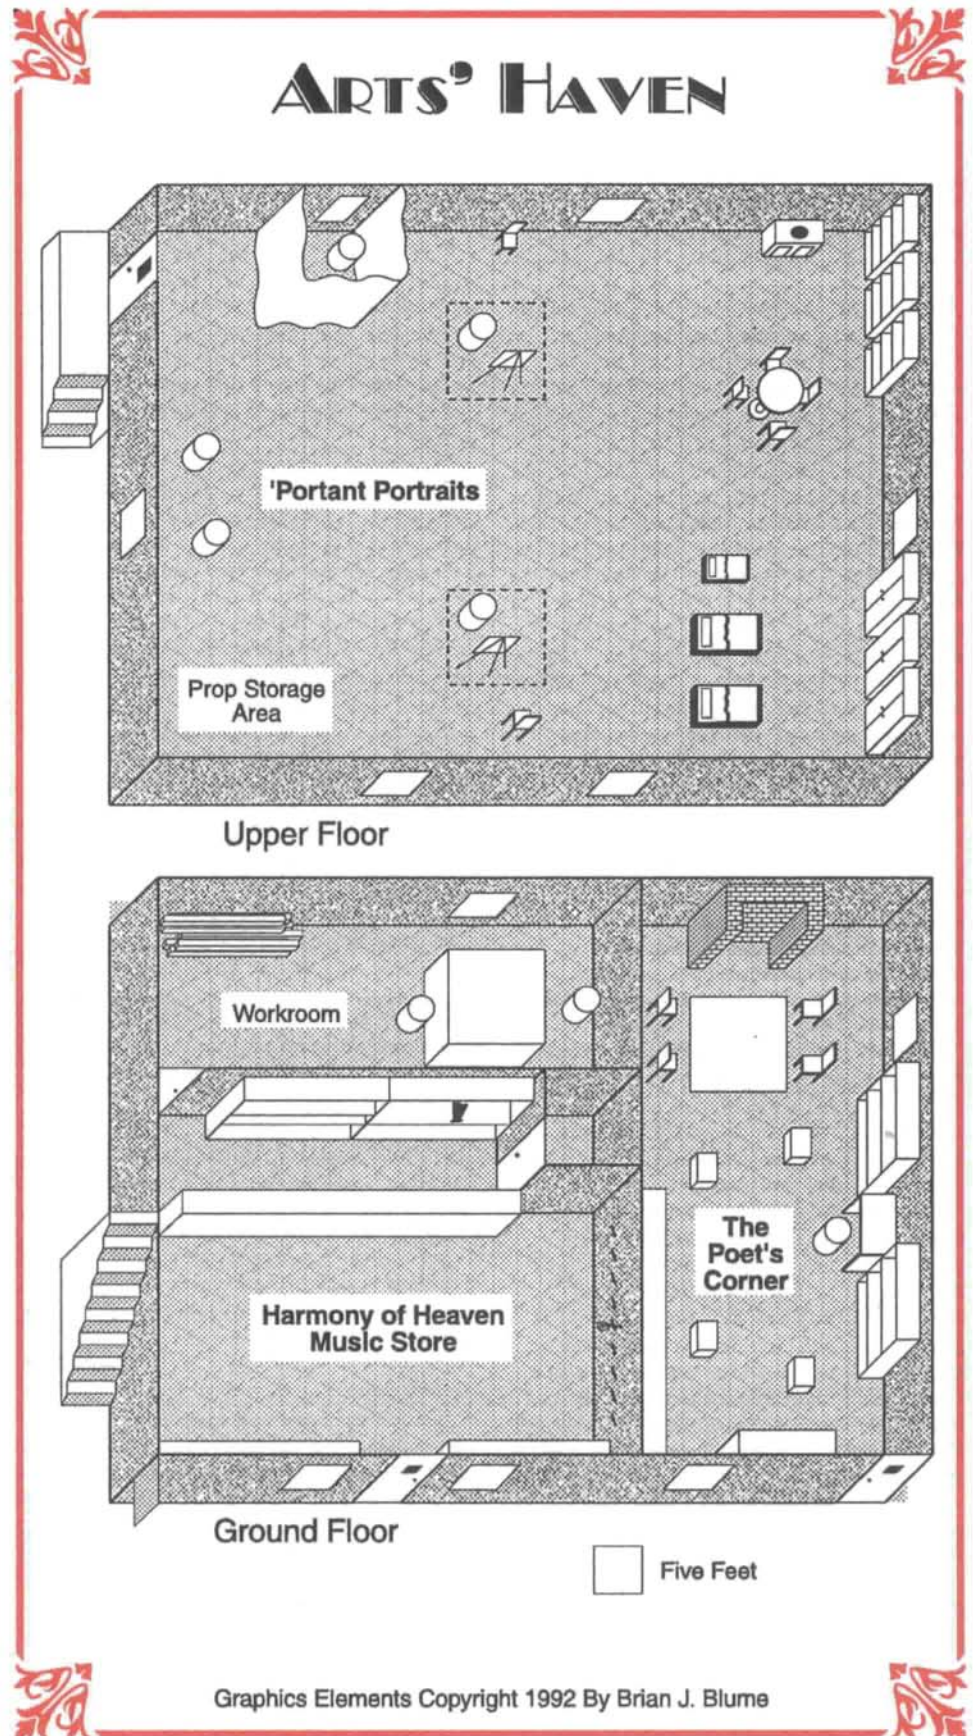 ARTS' HAVEN
'Portant Portraits
Prop Storage
Area
Upper Floor
Workroom
The
Poet's
Corner
Harmony of Heaven
Music Store
Ground Floor
Five Feet
Graphics Elements Copyright 1992 By Brian J. Blume